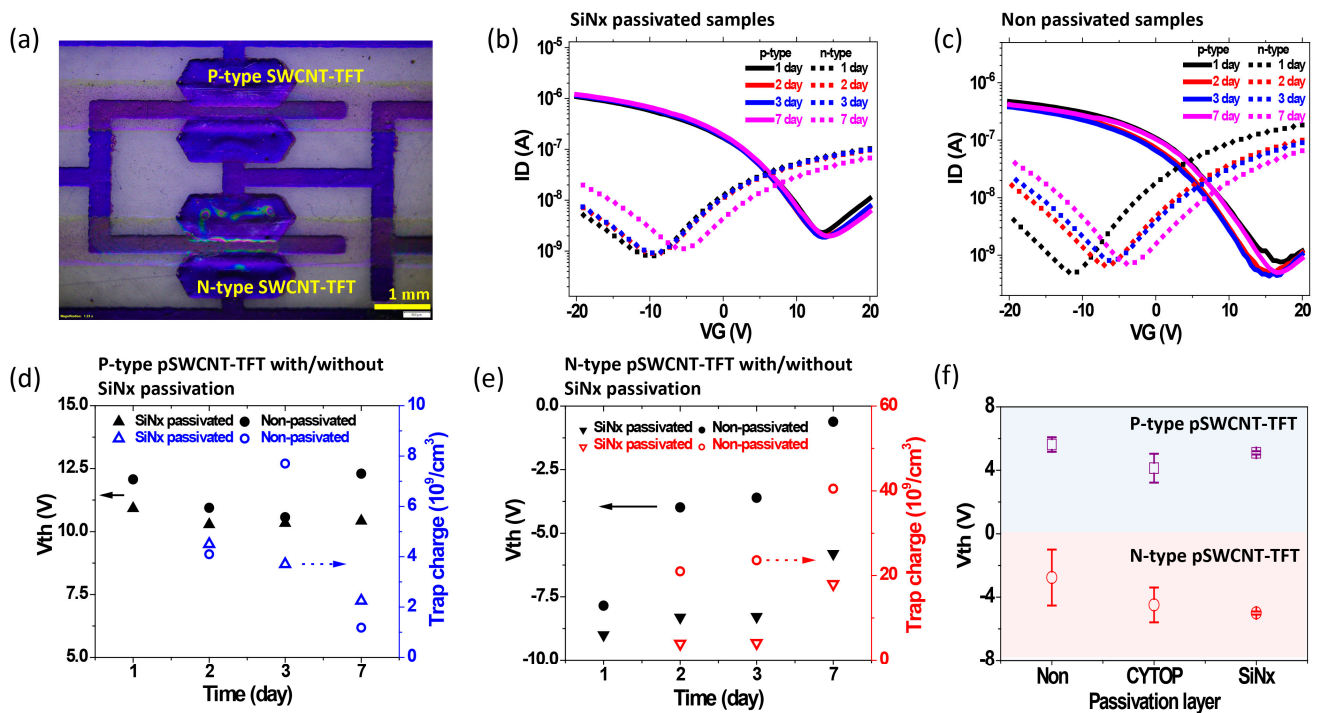 (a)
P-type SWCNT-TFT
N-type SWCNT-TFT
1 mm
(b)
SiNx passivated samples
p-type n-type
1 day 1 day
2 day 2 day
3 day 3 day
7 day 7 day
10-5
10-6
10-7
10-8
10-9
ID (A)
-20 -10 0 10 20
VG (V)
(c)
Non passivated samples
p-type n-type
1 day 1 day
2 day 2 day
3 day 3 day
7 day 7 day
10-6
10-7
10-8
10-9
ID (A)
-20 -10 0 10 20
VG (V)
(d)
P-type pSWCNT-TFT with/without
SiNx passivation
SiNx passivated Non-passivated
SiNx passivated Non-pasivated
15.0
12.5
10.0
7.5
5.0
Vth (V)
10
8
6
4
2
0
Trap charge (10^9/cm^3)
1 2 3 7
Time (day)
(e)
N-type pSWCNT-TFT with/without
SiNx passivation
SiNx passivated Non-passivated
SiNx passivated Non-passivated
0.0
-2.5
-5.0
-7.5
-10.0
Vth (V)
60
40
20
0
Trap charge (10^9/cm^3)
1 2 3 7
Time (day)
(f)
P-type pSWCNT-TFT
N-type pSWCNT-TFT
8
4
0
-4
-8
Vth (V)
Non CYTOP SiNx
Passivation layer